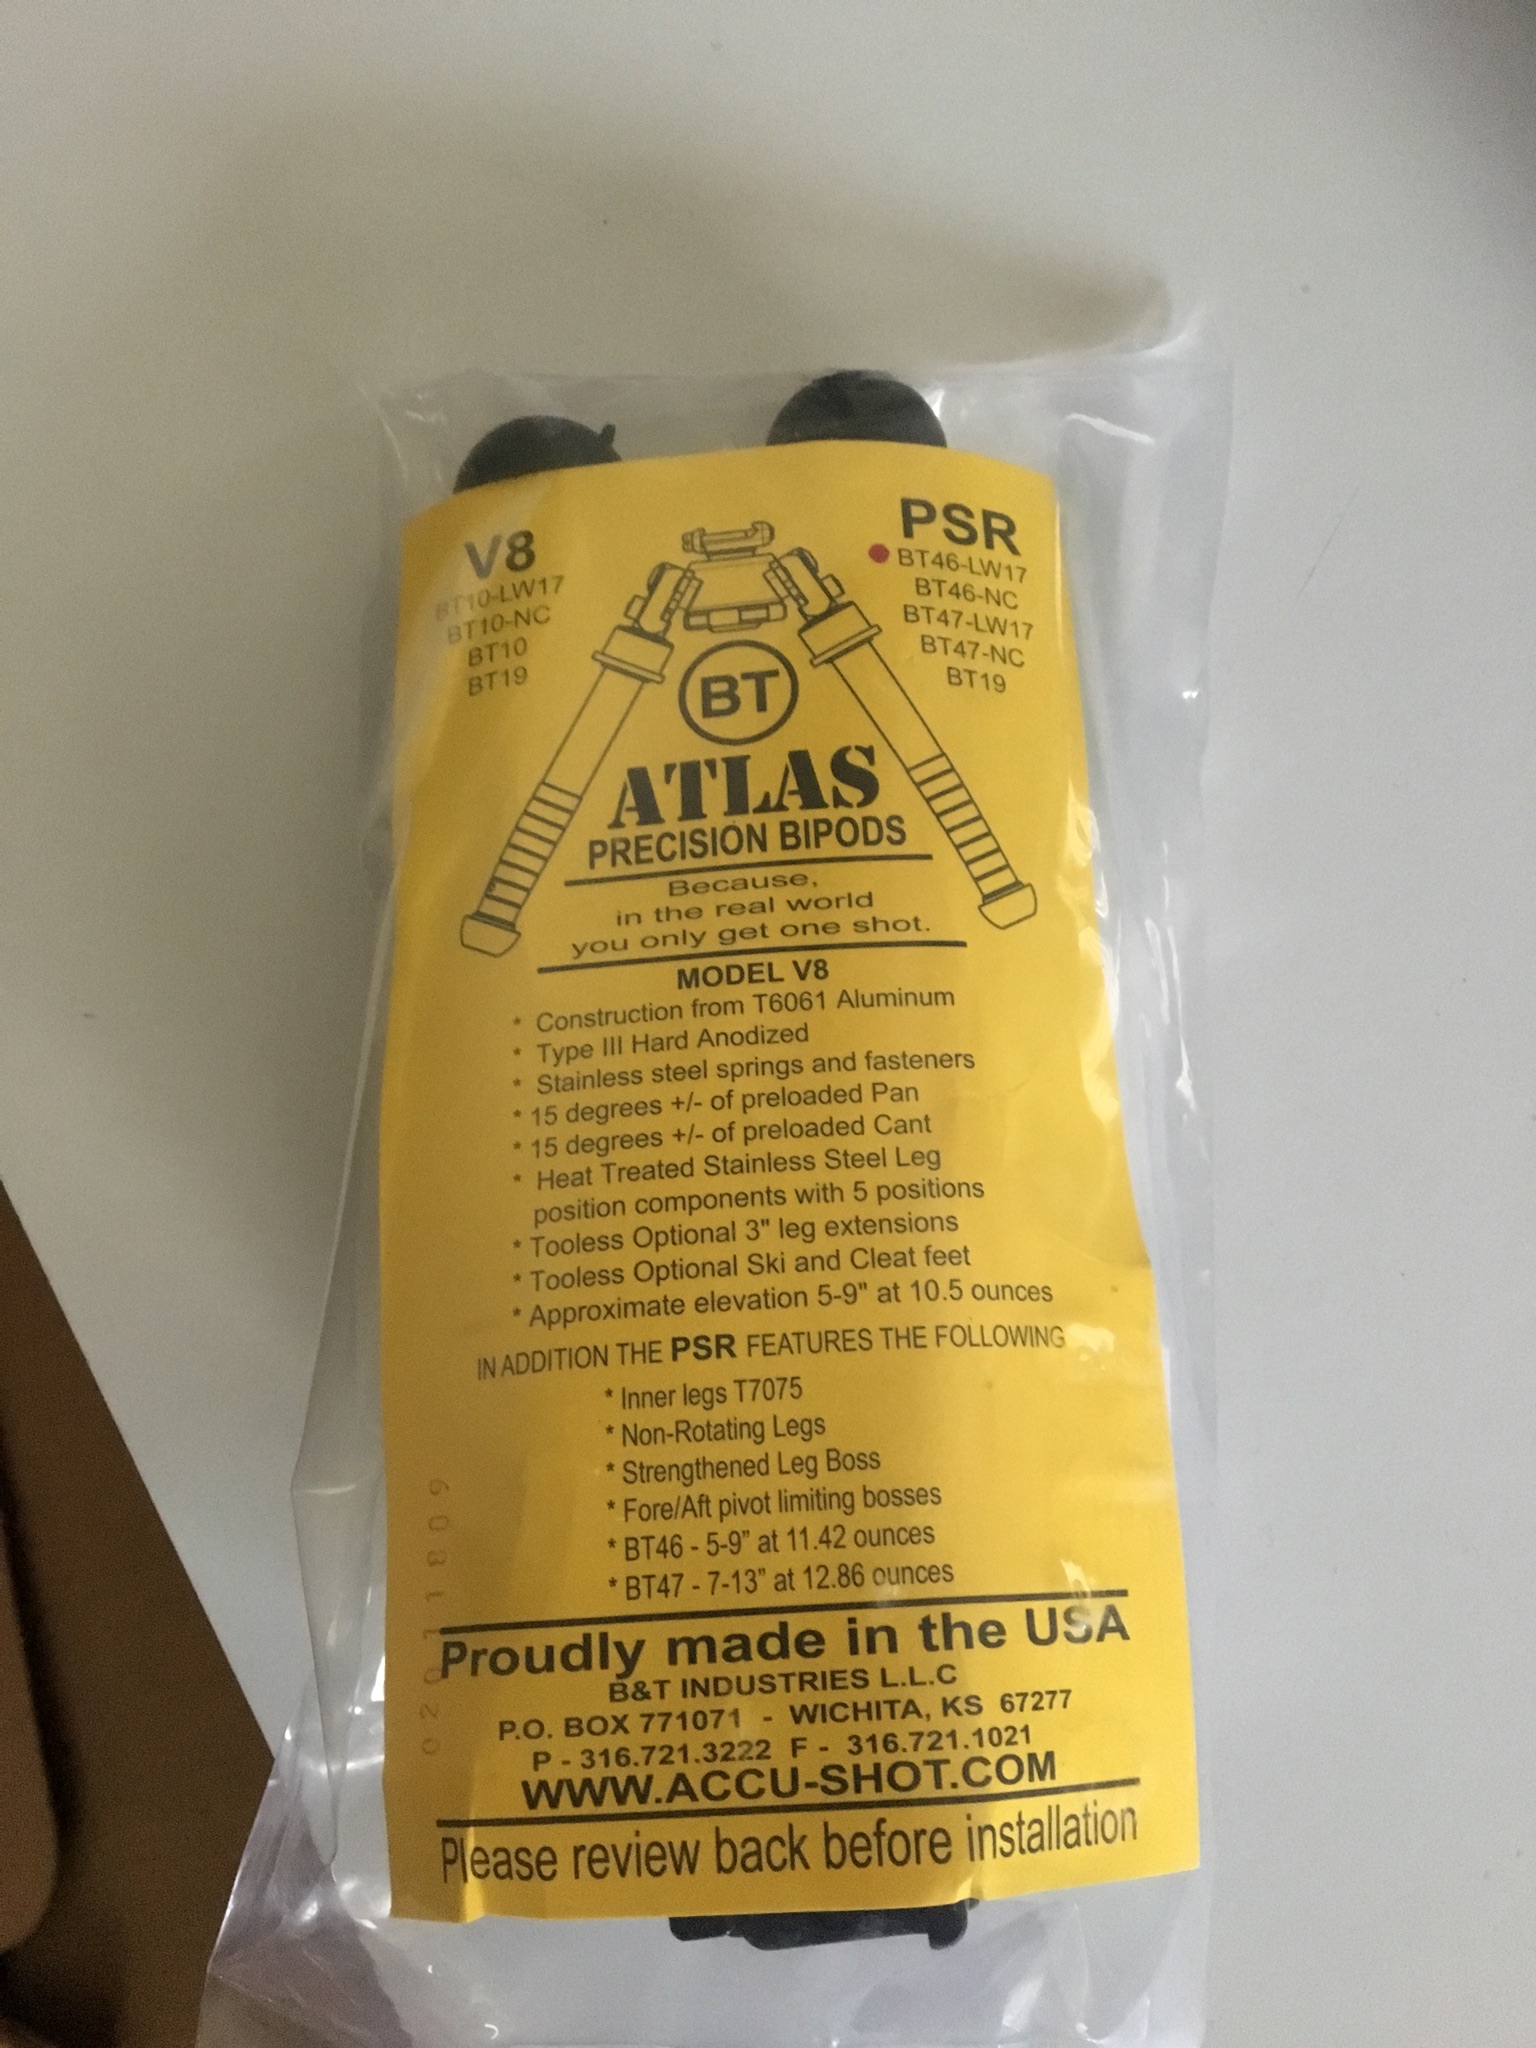 V8
BT10-LW17
BT10-NC
BT10
BT19
PSR
BT46-LW17
BT46-NC
BT47-LW17
BT47-NC
BT19
BT
ATLAS
PRECISION BIPODS
Because,
in the real world
you only get one shot.
MODEL V8
* Construction from T6061 Aluminum
* Type III Hard Anodized
* Stainless steel springs and fasteners
* 15 degrees +/- of preloaded Pan
* 15 degrees +/- of preloaded Cant
* Heat Treated Stainless Steel Leg
position components with 5 positions
* Tooless Optional 3" leg extensions
* Tooless Optional Ski and Cleat feet
* Approximate elevation 5-9" at 10.5 ounces
IN ADDITION THE PSR FEATURES THE FOLLOWING
* Inner legs T7075
* Non-Rotating Legs
* Strengthened Leg Boss
* Fore/Aft pivot limiting bosses
* BT46 - 5-9" at 11.42 ounces
* BT47 - 7-13" at 12.86 ounces
Proudly made in the USA
B&T INDUSTRIES L.L.C
P.O. BOX 771071 - WICHITA, KS 67277
P - 316.721.3222 F - 316.721.1021
WWW.ACCU-SHOT.COM
Please review back before installation